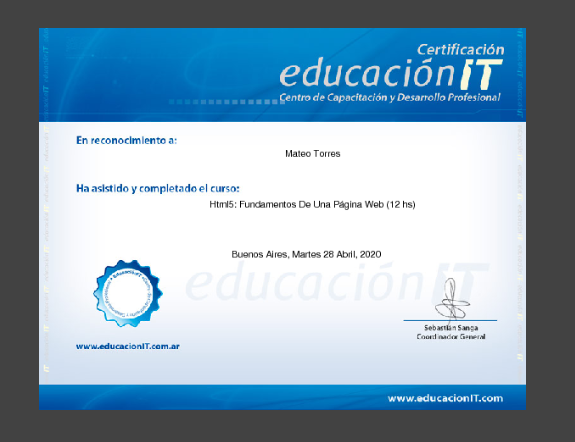 Certificación
educaciónIT
Centro de Capacitación y Desarrollo Profesional
En reconocimiento a:
Mateo Torres
Ha asistido y completado el curso:
Html5: Fundamentos De Una Página Web (12 hs)
Buenos Aires, Martes 28 Abril, 2020
educaciónIT
Sebastián Sanga
Coordinador General
www.educacionIT.com.ar
www.educacionIT.com